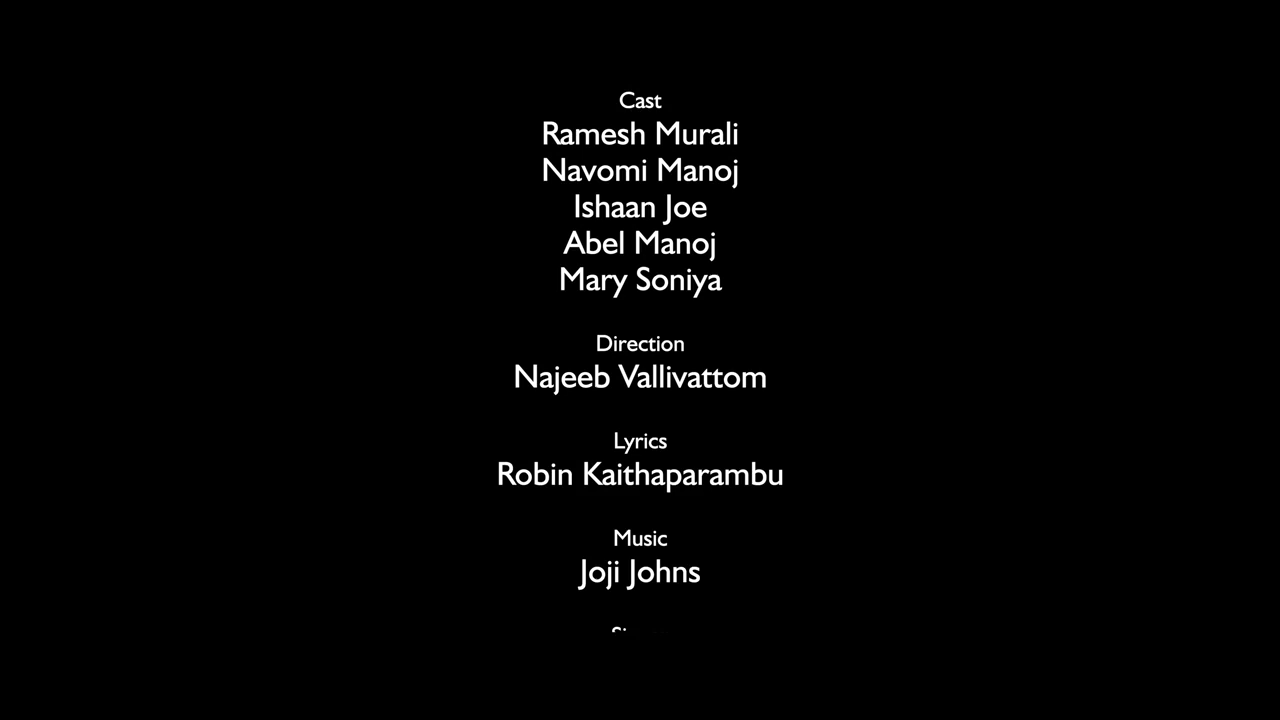 Cast
Ramesh Murali
Navomi Manoj
Ishaan Joe
Abel Manoj
Mary Soniya
Direction
Najeeb Vallivattom
Lyrics
Robin Kaithaparambu
Music
Joji Johns